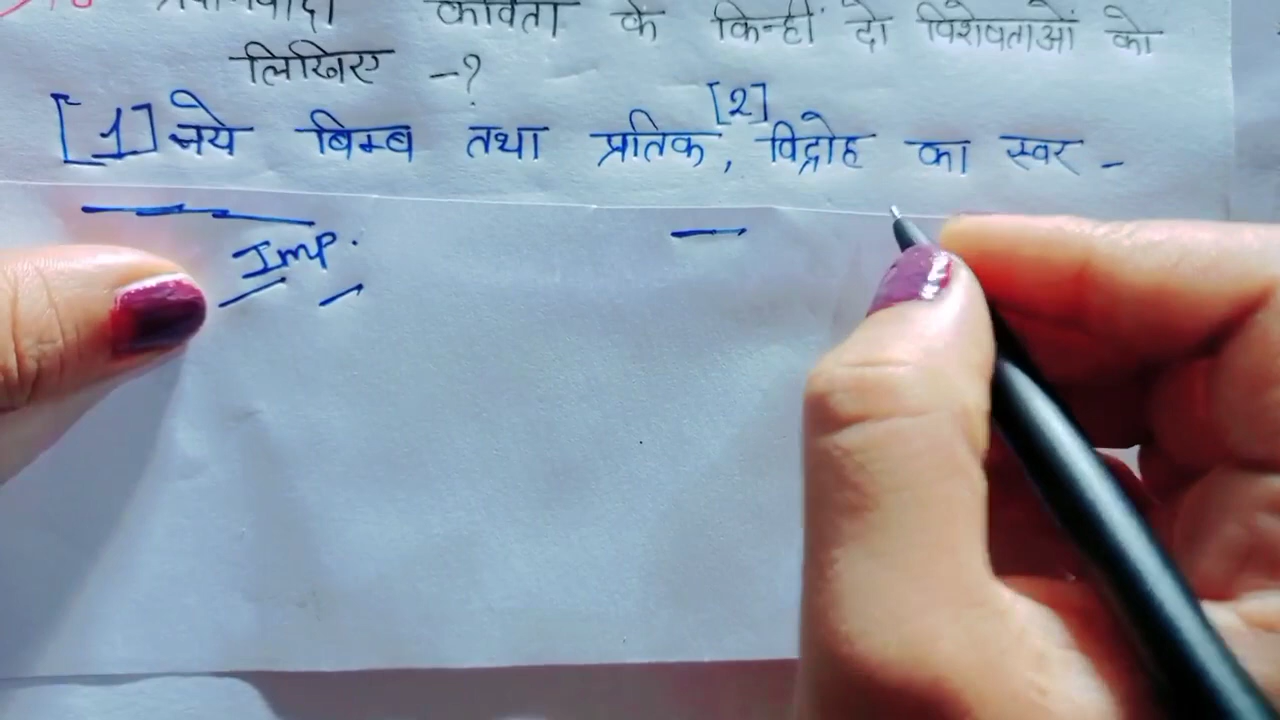 कविता के किन्हीं दो विशेषताओं को
लिखिए -?
[1] नये बिम्ब तथा प्रतिक, [2] विद्रोह का स्वर -
Imp.